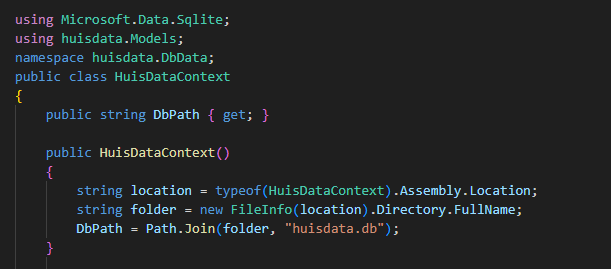 using Microsoft.Data.Sqlite;
using huisdata.Models;
namespace huisdata.DbData;
public class HuisDataContext
{
    public string DbPath { get; }

    public HuisDataContext()
    {
        string location = typeof(HuisDataContext).Assembly.Location;
        string folder = new FileInfo(location).Directory.FullName;
        DbPath = Path.Join(folder, "huisdata.db");
    }